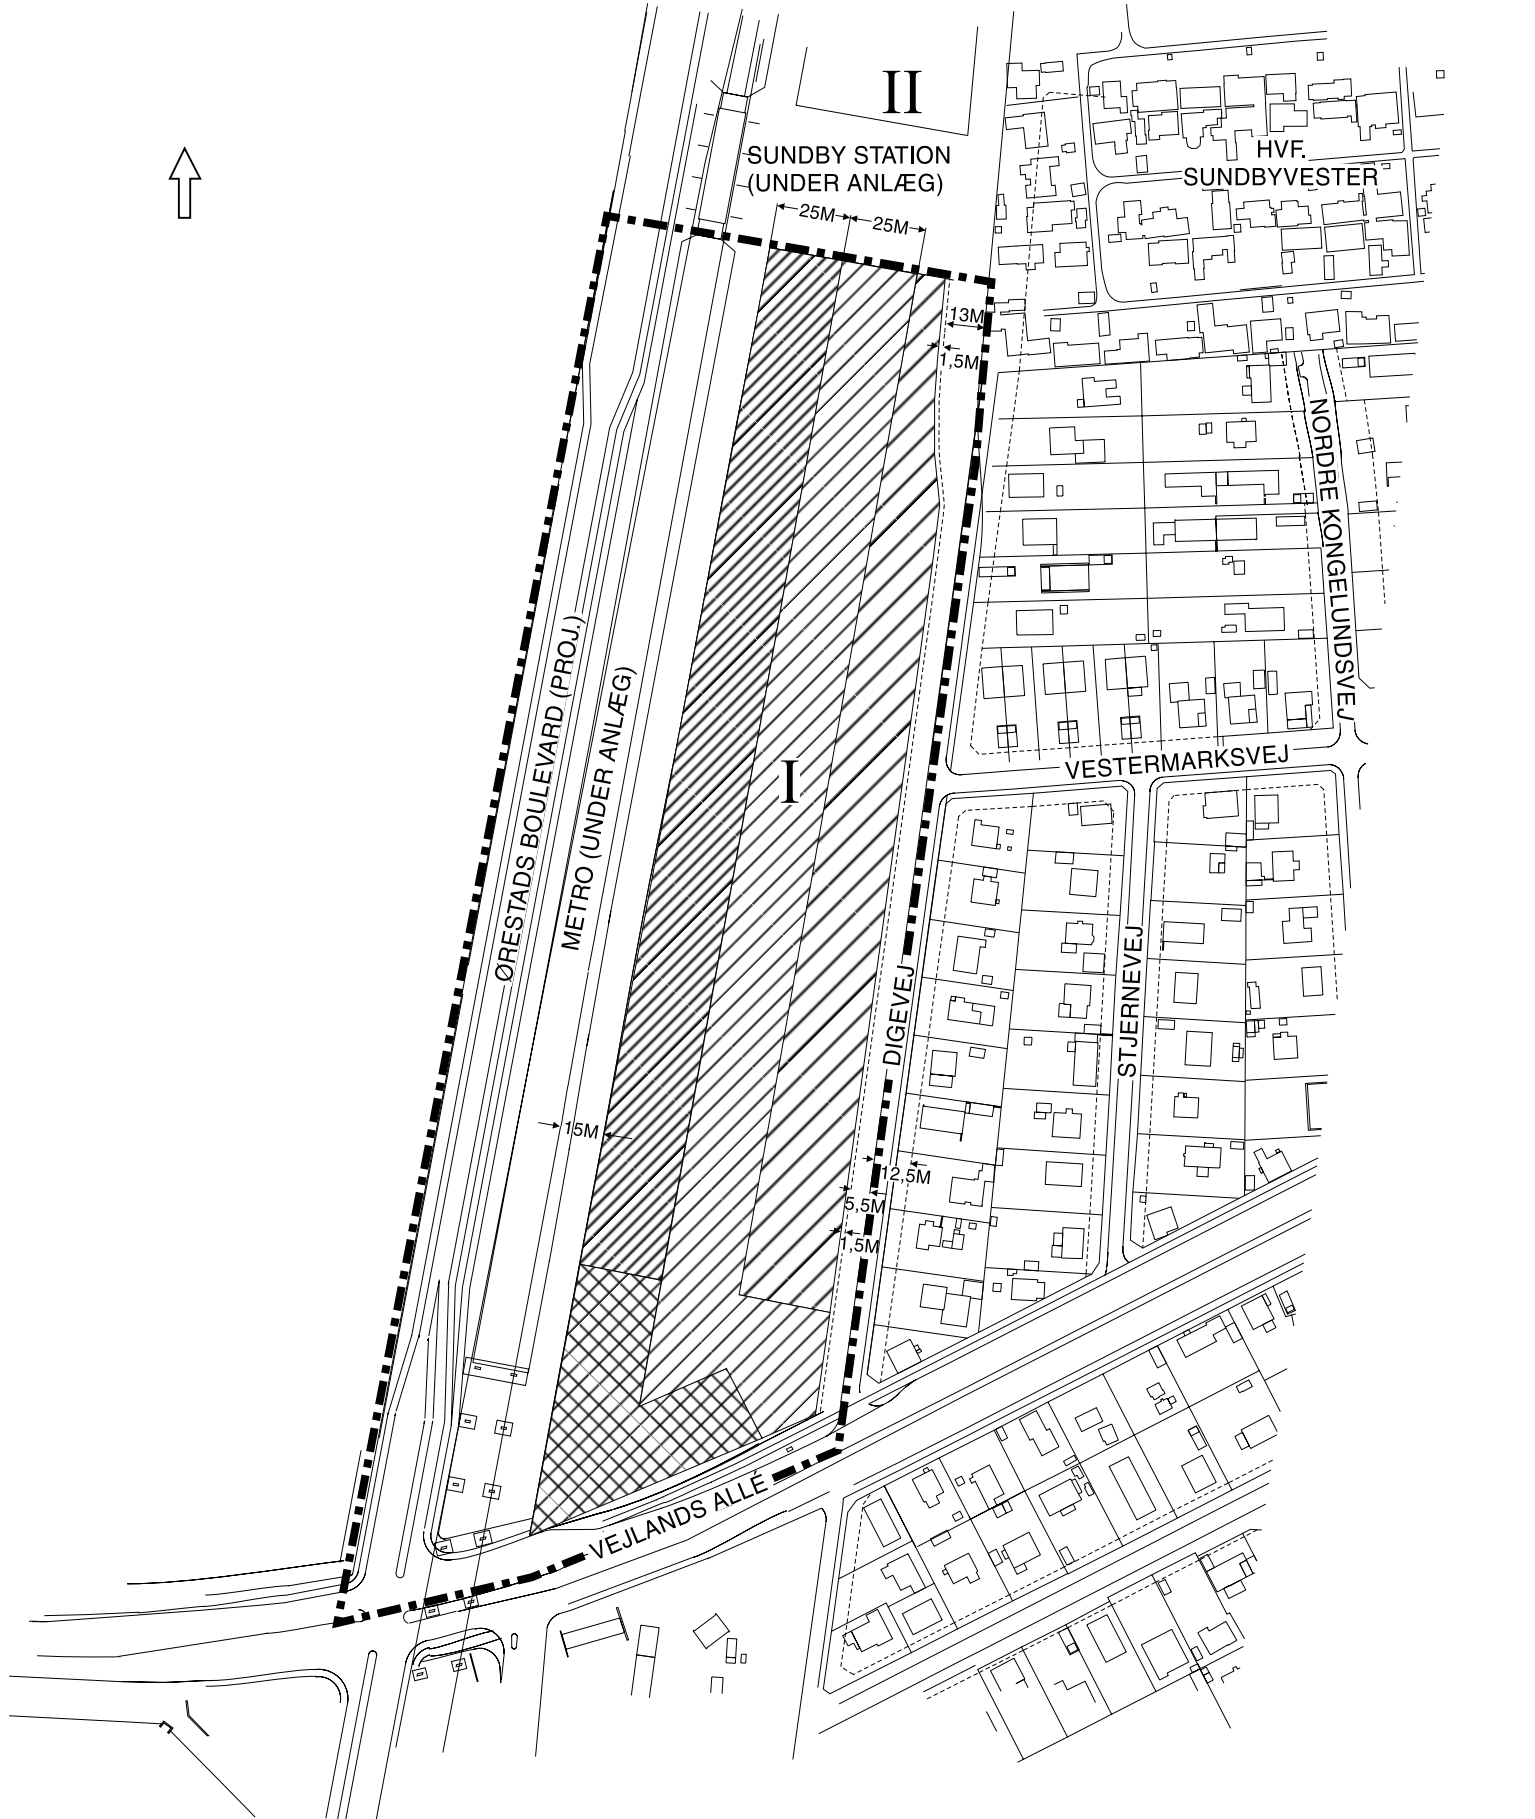 II
SUNDBY STATION
(UNDER ANLÆG)
HVF.
SUNDBYVESTER
25M
25M
13M
1,5M
NORDRE KONGELUNDSVEJ
ØRESTADS BOULEVARD (PROJ.)
METRO (UNDER ANLÆG)
I
VESTERMARKSVEJ
DIGEVEJ
STJERNEVEJ
15M
12,5M
5,5M
1,5M
VEJLANDS ALLÉ